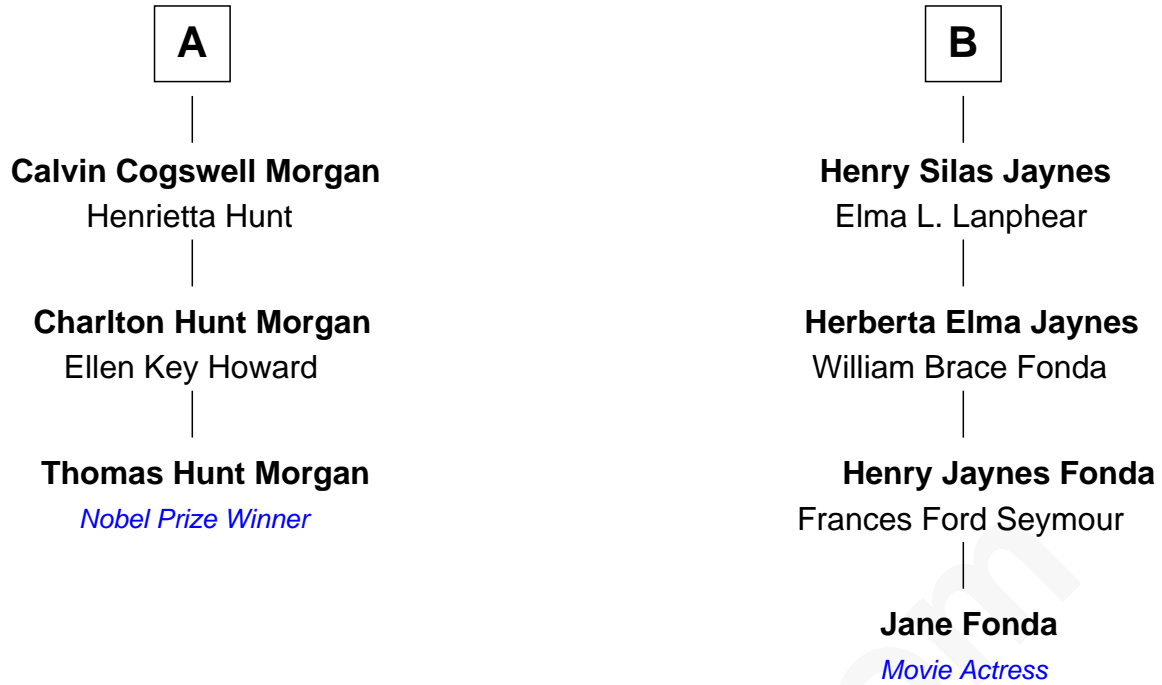 A
Calvin Cogswell Morgan
Henrietta Hunt
Charlton Hunt Morgan
Ellen Key Howard
Thomas Hunt Morgan
Nobel Prize Winner
B
Henry Silas Jaynes
Elma L. Lanphear
Herberta Elma Jaynes
William Brace Fonda
Henry Jaynes Fonda
Frances Ford Seymour
Jane Fonda
Movie Actress